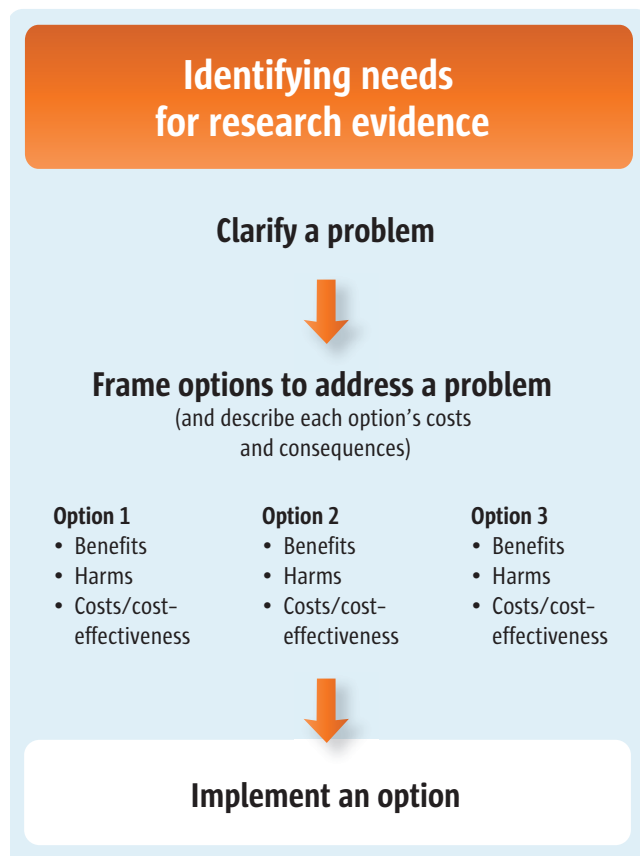 Identifying needs
for research evidence
Clarify a problem
Frame options to address a problem
(and describe each option's costs
and consequences)
Option 1
• Benefits
• Harms
• Costs/cost–
effectiveness
Option 2
• Benefits
• Harms
• Costs/cost–
effectiveness
Option 3
• Benefits
• Harms
• Costs/cost–
effectiveness
Implement an option